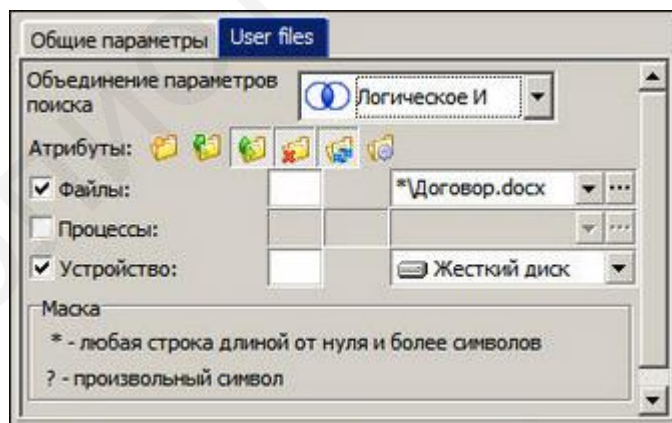 Общие параметры User files
Объединение параметров
поиска
Логическое И
Атрибуты:
Файлы: *\Договор.docx ...
Процессы: ...
Устройство: Жесткий диск
Маска
* - любая строка длиной от нуля и более символов
? - произвольный символ